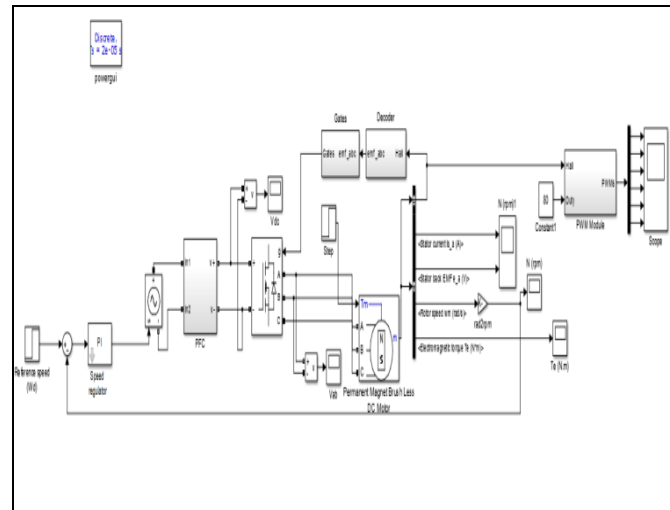 Discrete,
s = 2e-05 s
powergui
Gates
Decoder
Gates
emf_abc
emf_abc
Hall
Hall
Duty
PWMs
PWM Module
80
Constant1
Scope
N (rpm)1
N (rpm)
<Stator current is_a (A)>
<Stator back EMF e_a (V)>
<Rotor speed wm (rad/s)>
rad2rpm
<Electromagnetic torque Te (N*m)>
Te (N.m)
Vdc
Step
v
+
-
In1
In2
v+
v-
PFC
g
A
B
C
Tm
m
A
B
C
N
S
Vab
Permanent Magnet Brush Less
DC Motor
PI
Speed
regulator
Reference speed
(Wd)